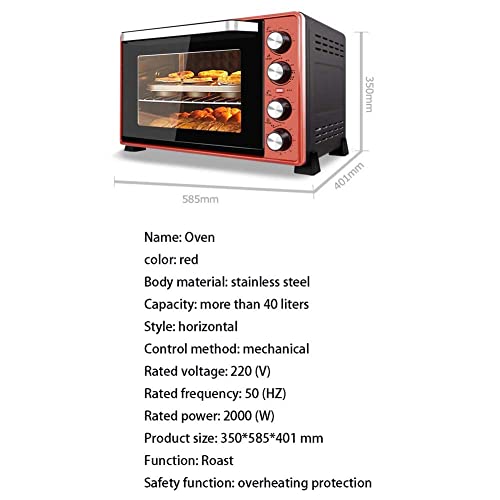 350mm
401mm
585mm
Name: Oven
color: red
Body material: stainless steel
Capacity: more than 40 liters
Style: horizontal
Control method: mechanical
Rated voltage: 220 (V)
Rated frequency: 50 (HZ)
Rated power: 2000 (W)
Product size: 350*585*401 mm
Function: Roast
Safety function: overheating protection